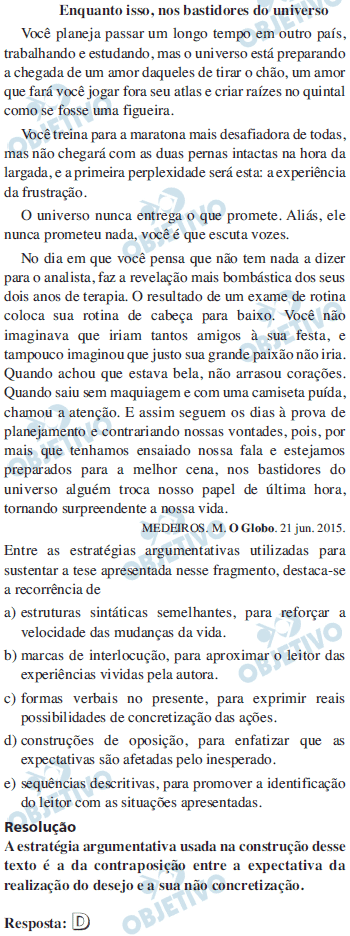 Enquanto isso, nos bastidores do universo
Você planeja passar um longo tempo em outro país,
trabalhando e estudando, mas o universo está preparando
a chegada de um amor daqueles de tirar o chão, um amor
que fará você jogar fora seu atlas e criar raízes no quintal
como se fosse uma figueira.
Você treina para a maratona mais desafiadora de todas,
mas não chegará com as duas pernas intactas na hora da
largada, e a primeira perplexidade será esta: a experiência
da frustração.
O universo nunca entrega o que promete. Aliás, ele
nunca prometeu nada, você é que escuta vozes.
No dia em que você pensa que não tem nada a dizer
para o analista, faz a revelação mais bombástica dos seus
dois anos de terapia. O resultado de um exame de rotina
coloca sua rotina de cabeça para baixo. Você não
imaginava que iriam tantos amigos à sua festa, e
tampouco imaginou que justo sua grande paixão não iria.
Quando achou que estava bela, não arrasou corações.
Quando saiu sem maquiagem e com uma camiseta puída,
chamou a atenção. E assim seguem os dias à prova de
planejamento e contrariando nossas vontades, pois, por
mais que tenhamos ensaiado nossa fala e estejamos
preparados para a melhor cena, nos bastidores do
universo alguém troca nosso papel de última hora,
tornando surpreendente a nossa vida.
MEDEIROS. M. O Globo. 21 jun. 2015.
Entre as estratégias argumentativas utilizadas para
sustentar a tese apresentada nesse fragmento, destaca-se
a recorrência de
a) estruturas sintáticas semelhantes, para reforçar a
velocidade das mudanças da vida.
b) marcas de interlocução, para aproximar o leitor das
experiências vividas pela autora.
c) formas verbais no presente, para exprimir reais
possibilidades de concretização das ações.
d) construções de oposição, para enfatizar que as
expectativas são afetadas pelo inesperado.
e) sequências descritivas, para promover a identificação
do leitor com as situações apresentadas.
Resolução
A estratégia argumentativa usada na construção desse
texto é a da contraposição entre a expectativa da
realização do desejo e a sua não concretização.
Resposta: D